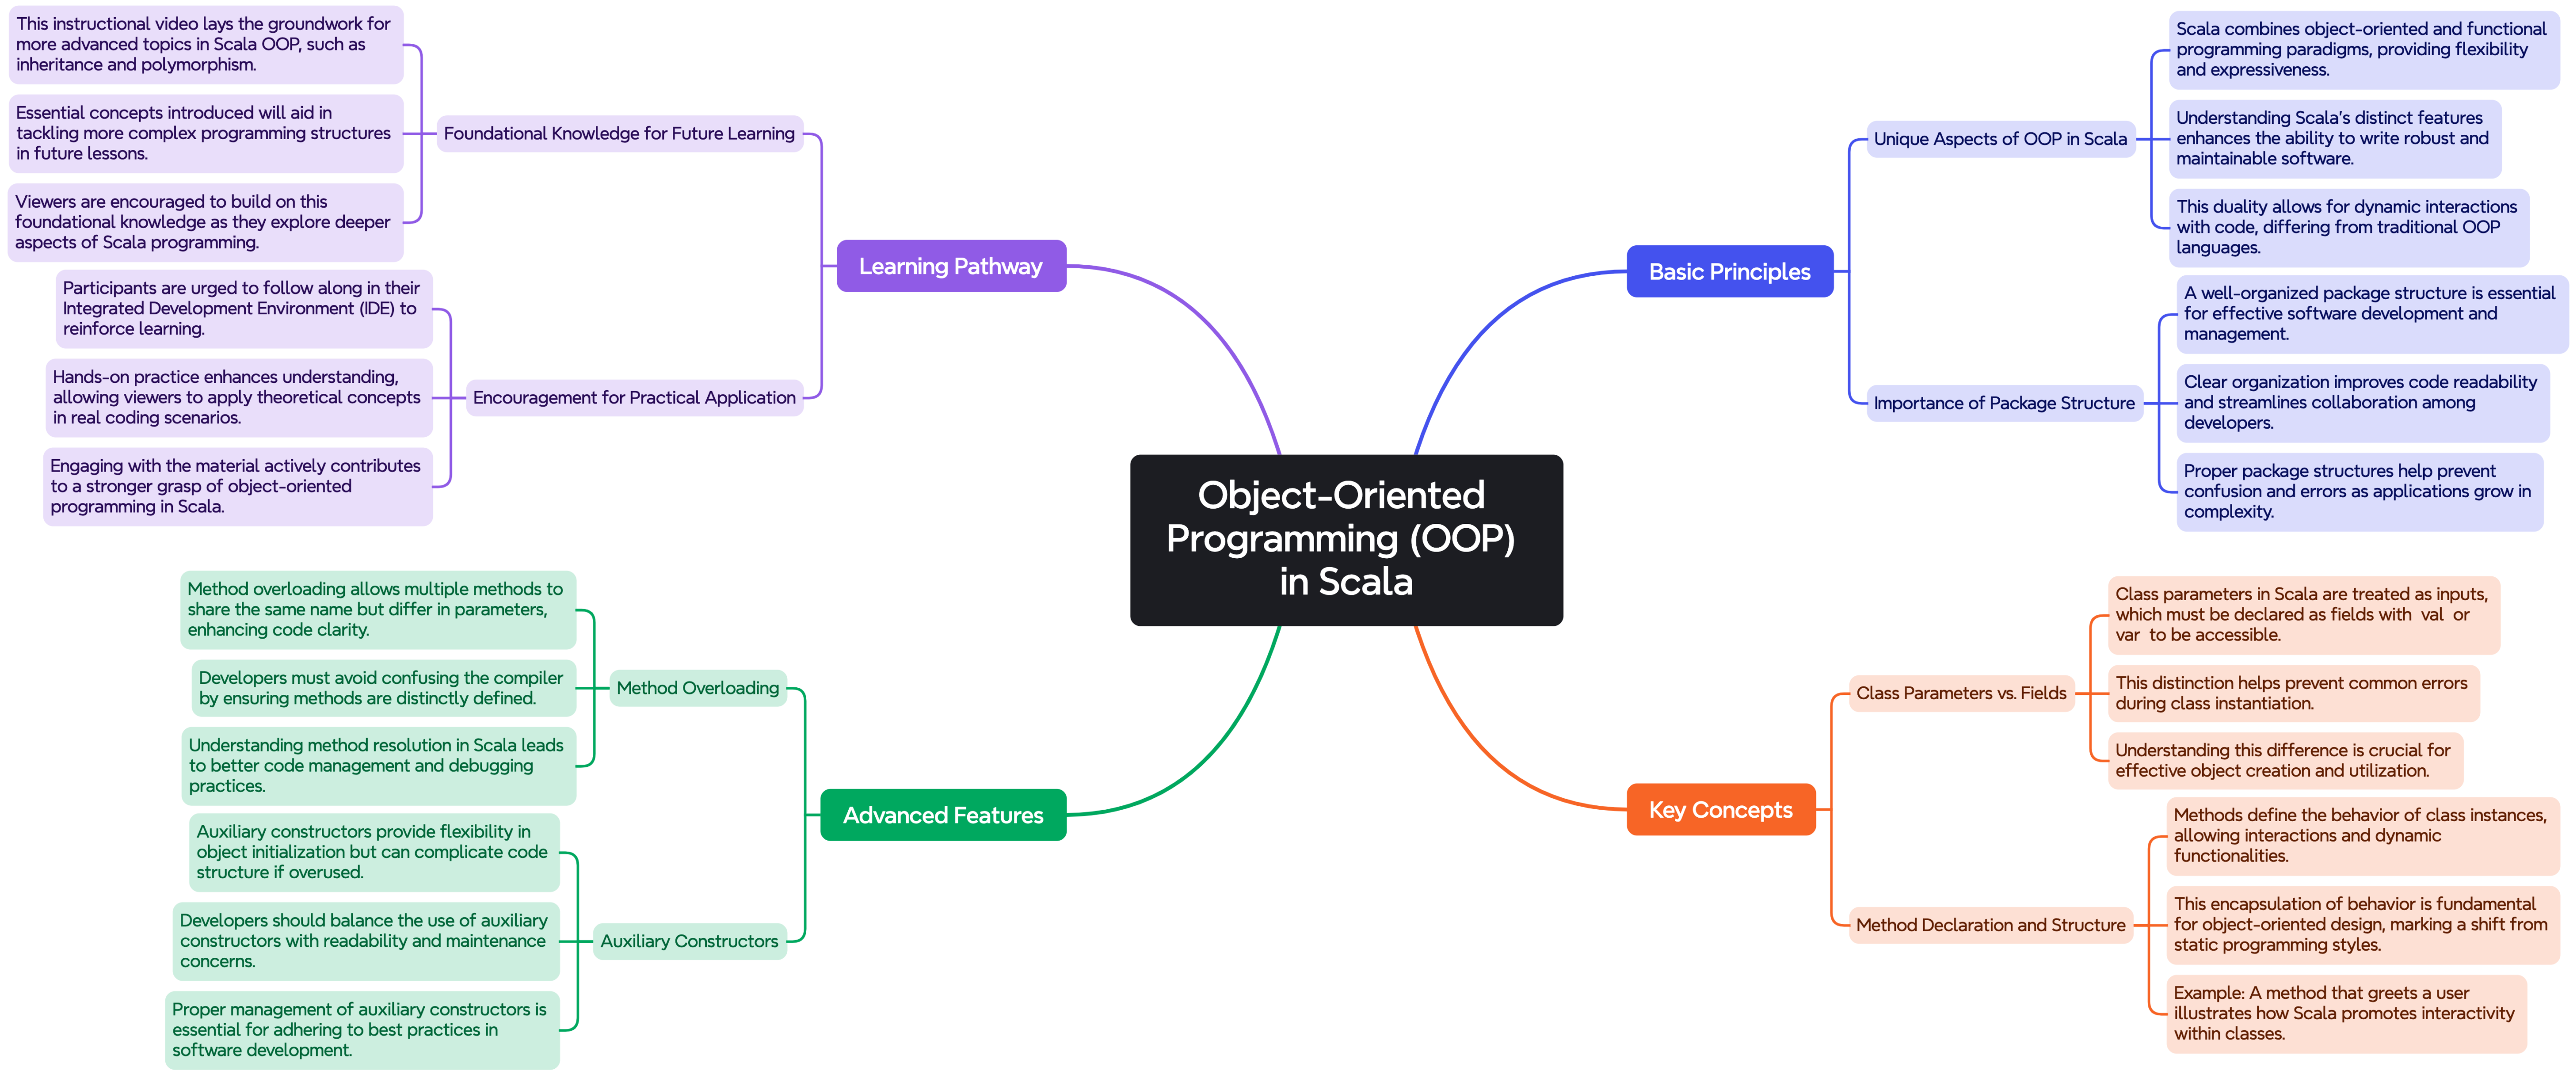 Object-Oriented
Programming (OOP)
in Scala
Basic Principles
Unique Aspects of OOP in Scala
Scala combines object-oriented and functional
programming paradigms, providing flexibility
and expressiveness.
Understanding Scala's distinct features
enhances the ability to write robust and
maintainable software.
This duality allows for dynamic interactions
with code, differing from traditional OOP
languages.
Importance of Package Structure
A well-organized package structure is essential
for effective software development and
management.
Clear organization improves code readability
and streamlines collaboration among
developers.
Proper package structures help prevent
confusion and errors as applications grow in
complexity.
Key Concepts
Class Parameters vs. Fields
Class parameters in Scala are treated as inputs,
which must be declared as fields with  val  or
var  to be accessible.
This distinction helps prevent common errors
during class instantiation.
Understanding this difference is crucial for
effective object creation and utilization.
Method Declaration and Structure
Methods define the behavior of class instances,
allowing interactions and dynamic
functionalities.
This encapsulation of behavior is fundamental
for object-oriented design, marking a shift from
static programming styles.
Example: A method that greets a user
illustrates how Scala promotes interactivity
within classes.
Advanced Features
Method Overloading
Method overloading allows multiple methods to
share the same name but differ in parameters,
enhancing code clarity.
Developers must avoid confusing the compiler
by ensuring methods are distinctly defined.
Understanding method resolution in Scala leads
to better code management and debugging
practices.
Auxiliary Constructors
Auxiliary constructors provide flexibility in
object initialization but can complicate code
structure if overused.
Developers should balance the use of auxiliary
constructors with readability and maintenance
concerns.
Proper management of auxiliary constructors is
essential for adhering to best practices in
software development.
Learning Pathway
Foundational Knowledge for Future Learning
This instructional video lays the groundwork for
more advanced topics in Scala OOP, such as
inheritance and polymorphism.
Essential concepts introduced will aid in
tackling more complex programming structures
in future lessons.
Viewers are encouraged to build on this
foundational knowledge as they explore deeper
aspects of Scala programming.
Encouragement for Practical Application
Participants are urged to follow along in their
Integrated Development Environment (IDE) to
reinforce learning.
Hands-on practice enhances understanding,
allowing viewers to apply theoretical concepts
in real coding scenarios.
Engaging with the material actively contributes
to a stronger grasp of object-oriented
programming in Scala.